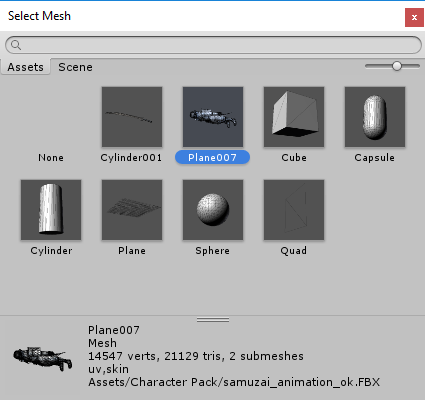 Select Mesh
Assets Scene
None Cylinder001 Plane007 Cube Capsule
Cylinder Plane Sphere Quad
Plane007
Mesh
14547 verts, 21129 tris, 2 submeshes
uv,skin
Assets/Character Pack/samuzai_animation_ok.FBX